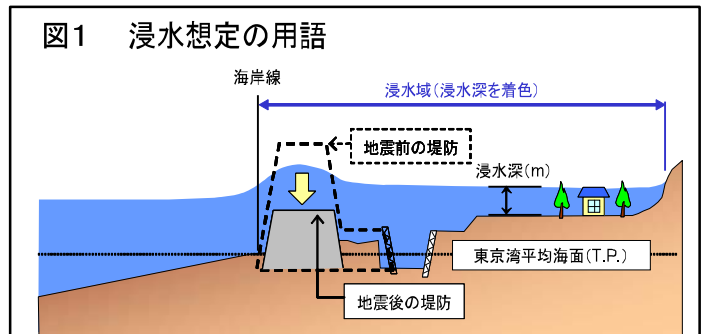 図1 浸水想定の用語
海岸線
浸水域(浸水深を着色)
地震前の堤防
浸水深(m)
東京湾平均海面(T.P.)
地震後の堤防